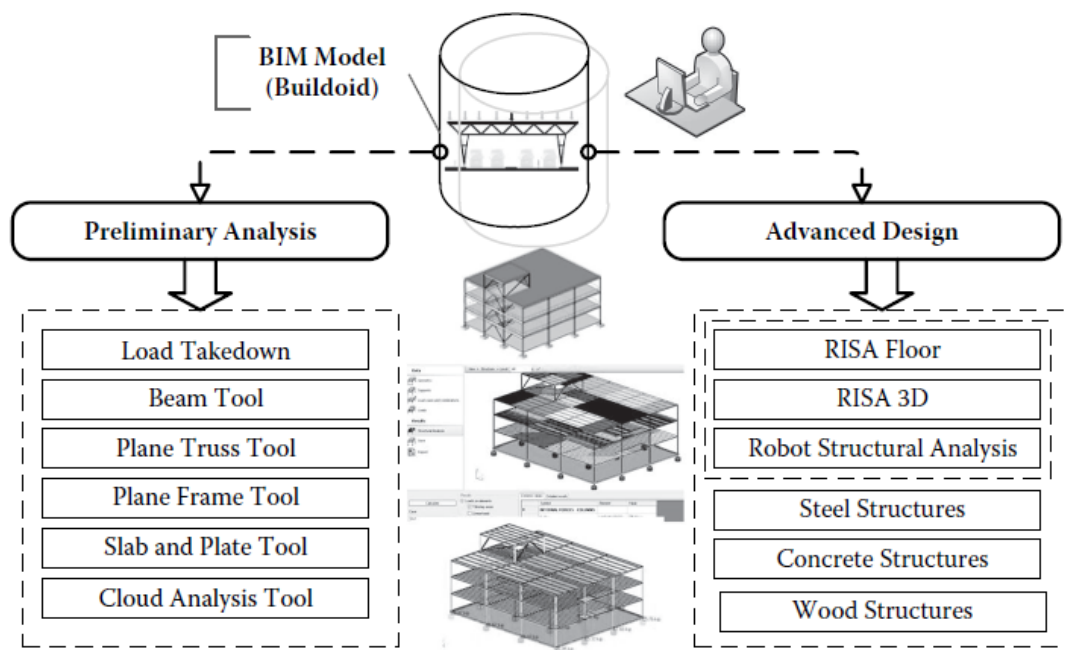 BIM Model
(Buildoid)
Preliminary Analysis
Advanced Design
Load Takedown
Beam Tool
Plane Truss Tool
Plane Frame Tool
Slab and Plate Tool
Cloud Analysis Tool
RISA Floor
RISA 3D
Robot Structural Analysis
Steel Structures
Concrete Structures
Wood Structures